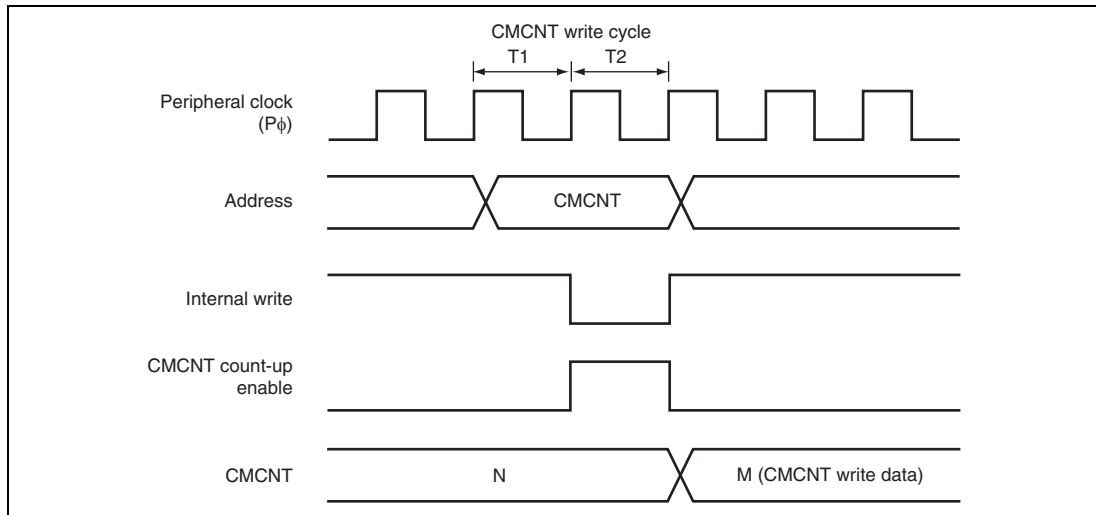 CMCNT write cycle
T1 T2
Peripheral clock
(Pϕ)
Address
CMCNT
Internal write
CMCNT count-up
enable
CMCNT
N
M (CMCNT write data)